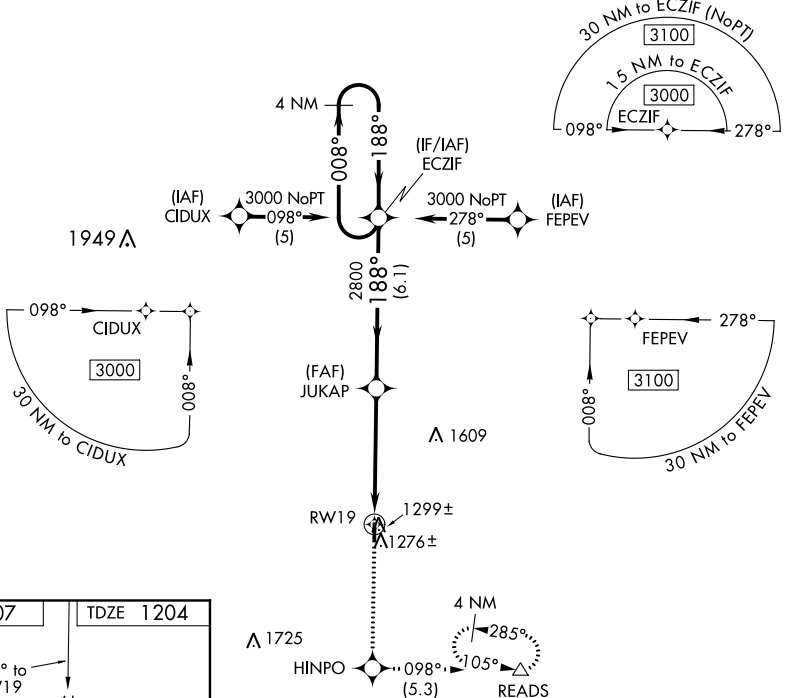 30 NM to ECZIF (NoPT)
3100
15 NM to ECZIF
3000
ECZIF
098°
278°
4 NM
008°
188°
(IF/IAF)
ECZIF
(IAF)
CIDUX
3000 NoPT
098°
(5)
3000 NoPT
278°
(5)
(IAF)
FEPEV
1949
2800
188°
(6.1)
098°
CIDUX
3000
008°
30 NM to CIDUX
278°
FEPEV
3100
008°
30 NM to FEPEV
(FAF)
JUKAP
1609
RW19
1299±
1276±
07
TDZE 1204
° to
19
1725
HINPO
098°
(5.3)
4 NM
285°
105°
READS